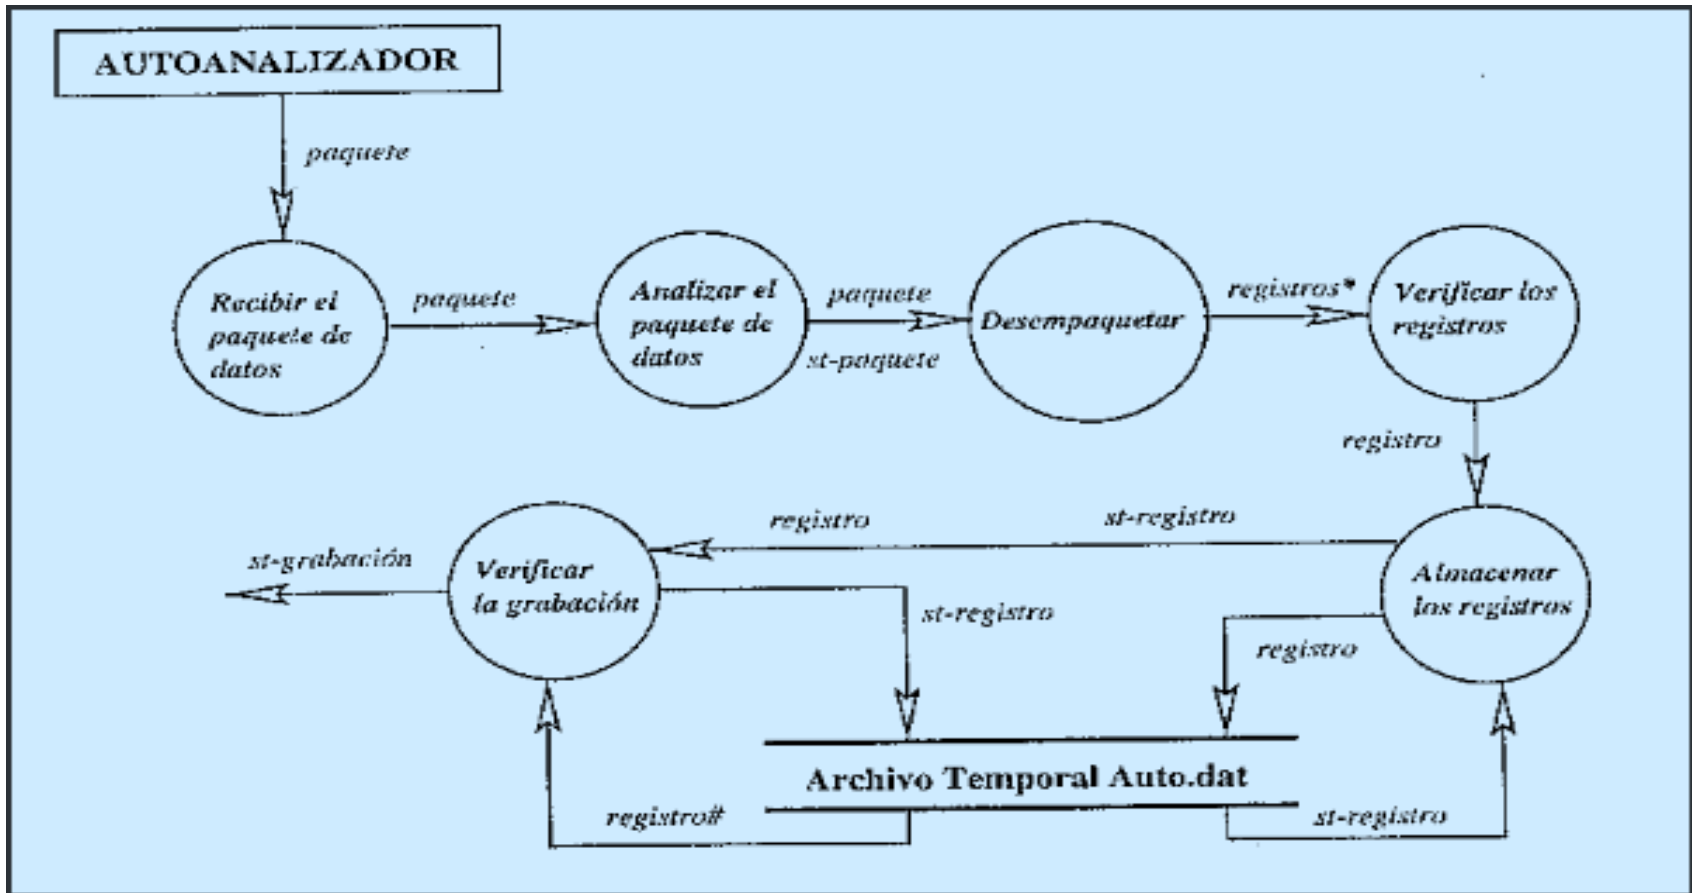 AUTOANALIZADOR
paquete
Recibir el
paquete de
datos
paquete
Analizar el
paquete de
datos
paquete
st-paquete
Desempaquetar
registros*
Verificar los
registros
registro
Almacenar
los registros
st-registro
registro
Verificar
la grabación
st-grabación
st-registro
registro
Archivo Temporal Auto.dat
registro#
st-registro